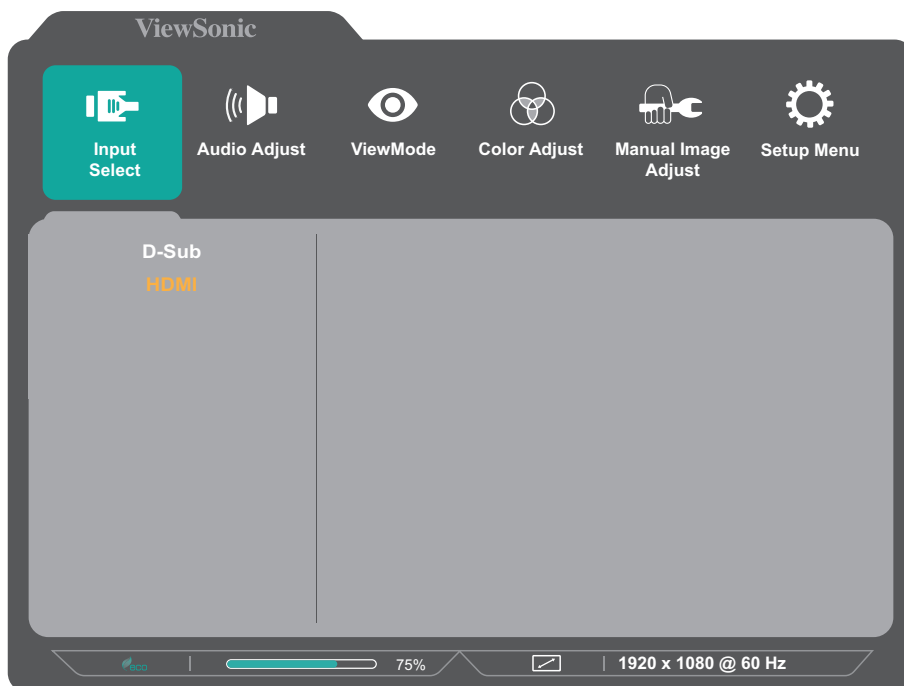 ViewSonic
Input
Select
Audio Adjust
ViewMode
Color Adjust
Manual Image
Adjust
Setup Menu
D-Sub
HDMI
eco
75%
1920 x 1080 @ 60 Hz